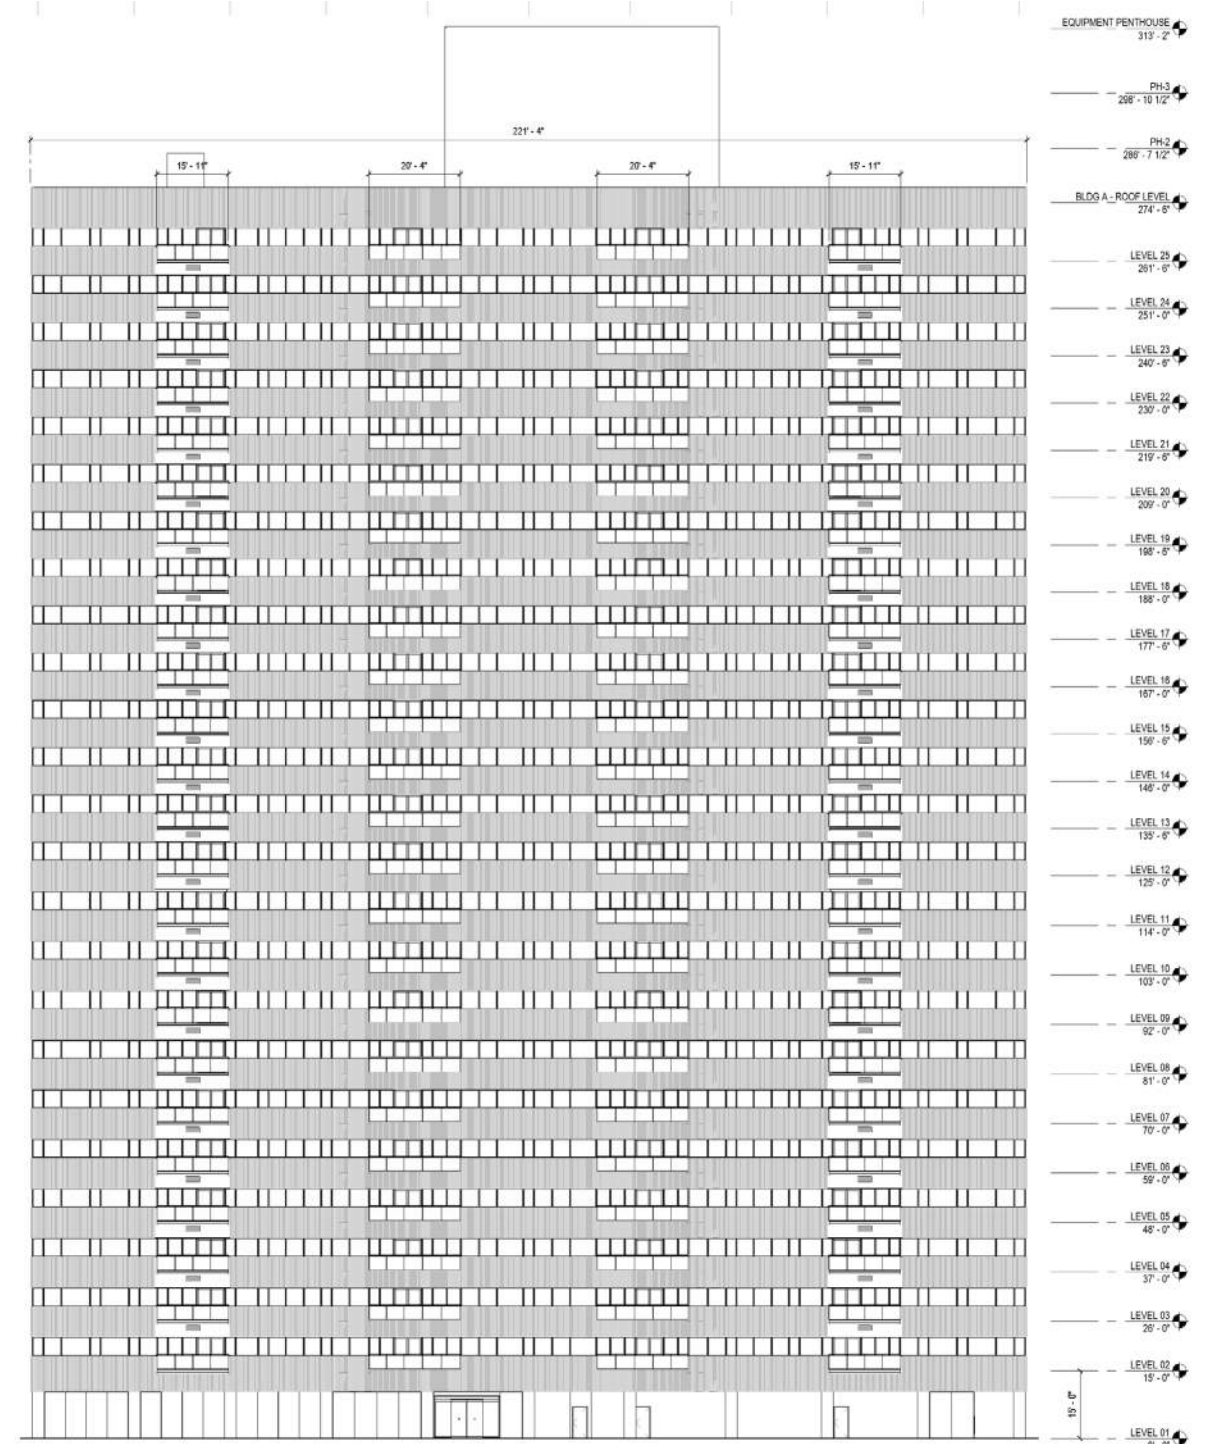 EQUIPMENT PENTHOUSE
313' - 2"
PH-3
298' - 10 1/2"
221' - 4"
PH-2
286' - 7 1/2"
15' - 11"
20' - 4"
20' - 4"
15' - 11"
BLDG A - ROOF LEVEL
274' - 6"
LEVEL 25
261' - 6"
LEVEL 24
251' - 0"
LEVEL 23
240' - 6"
LEVEL 22
230' - 0"
LEVEL 21
219' - 6"
LEVEL 20
209' - 0"
LEVEL 19
198' - 6"
LEVEL 18
188' - 0"
LEVEL 17
177' - 6"
LEVEL 16
167' - 0"
LEVEL 15
156' - 6"
LEVEL 14
146' - 0"
LEVEL 13
135' - 6"
LEVEL 12
125' - 0"
LEVEL 11
114' - 0"
LEVEL 10
103' - 0"
LEVEL 09
92' - 0"
LEVEL 08
81' - 0"
LEVEL 07
70' - 0"
LEVEL 06
59' - 0"
LEVEL 05
48' - 0"
LEVEL 04
37' - 0"
LEVEL 03
26' - 0"
LEVEL 02
15' - 0"
15' - 0"
LEVEL 01